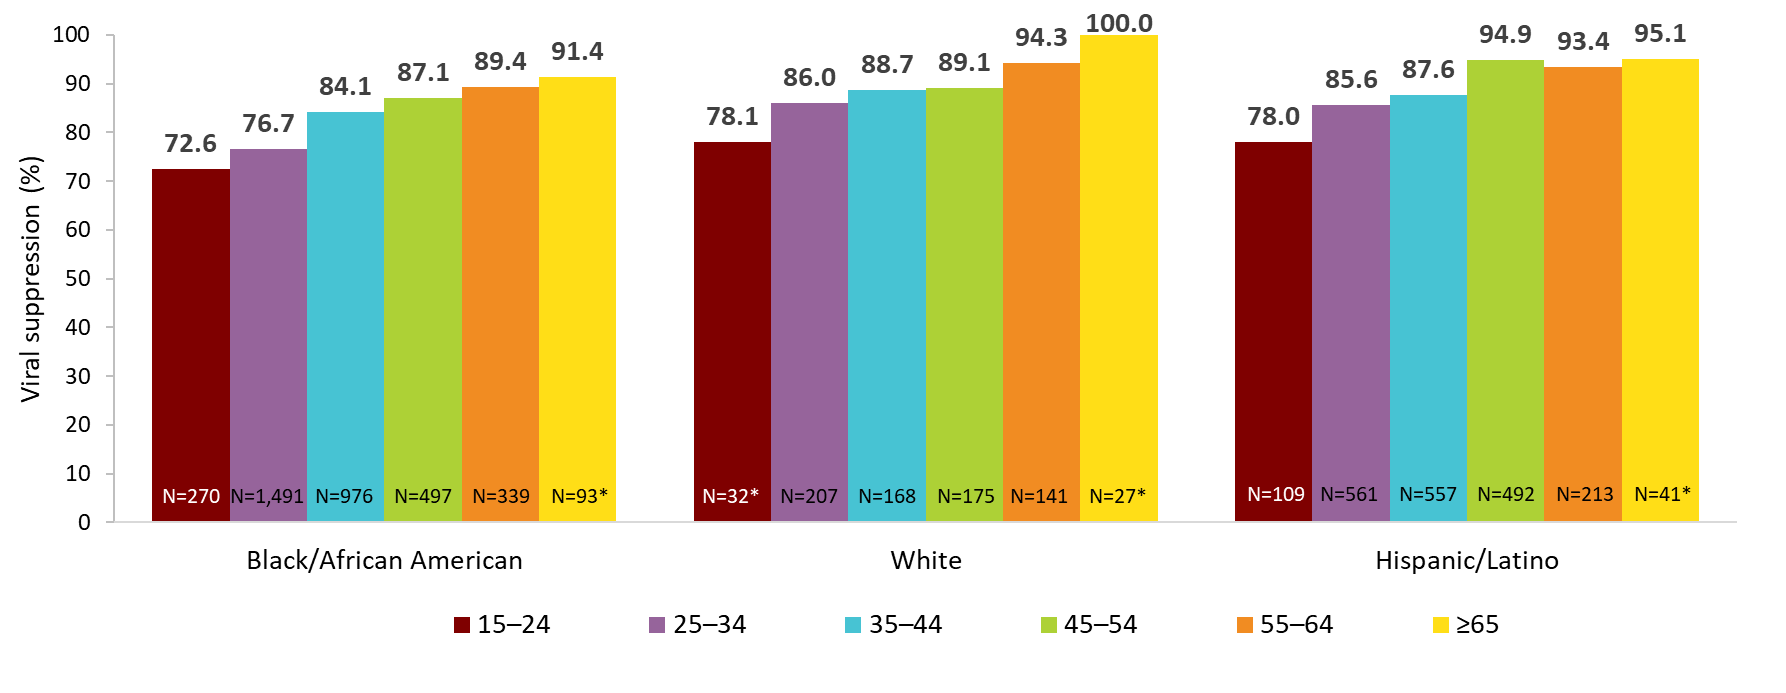 Viral suppression (%)
100
90
80
70
60
50
40
30
20
10
0
72.6
76.7
84.1
87.1
89.4
91.4
N=270
N=1,491
N=976
N=497
N=339
N=93*
Black/African American
78.1
86.0
88.7
89.1
94.3
100.0
N=32*
N=207
N=168
N=175
N=141
N=27*
White
78.0
85.6
87.6
94.9
93.4
95.1
N=109
N=561
N=557
N=492
N=213
N=41*
Hispanic/Latino
15–24
25–34
35–44
45–54
55–64
≥65